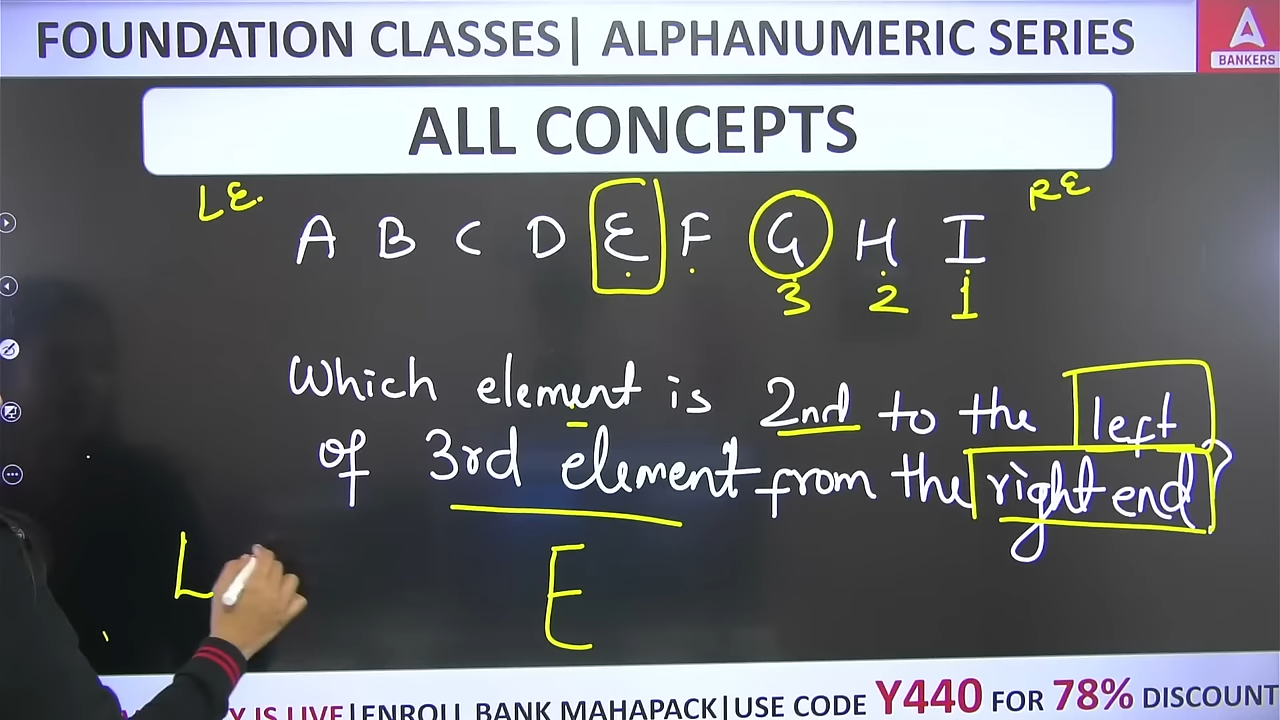 FOUNDATION CLASSES| ALPHANUMERIC SERIES
BANKERS
ALL CONCEPTS
LE.
RE
A B C D E F G H I
3 2 1
Which element is 2nd to the left
of 3rd element from the right end?
L
E
IS LIVE|ENROLL BANK MAHAPACK|USE CODE Y440 FOR 78% DISCOUNT